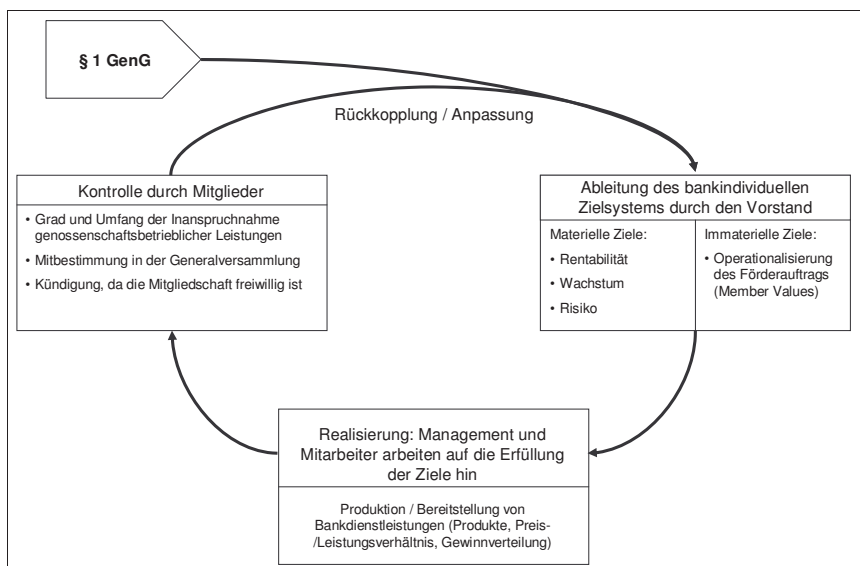 § 1 GenG
Rückkopplung / Anpassung
Kontrolle durch Mitglieder
• Grad und Umfang der Inanspruchnahme
genossenschaftsbetrieblicher Leistungen
• Mitbestimmung in der Generalversammlung
• Kündigung, da die Mitgliedschaft freiwillig ist
Ableitung des bankindividuellen
Zielsystems durch den Vorstand
Materielle Ziele:
• Rentabilität
• Wachstum
• Risiko
Immaterielle Ziele:
• Operationalisierung
des Förderauftrags
(Member Values)
Realisierung: Management und
Mitarbeiter arbeiten auf die Erfüllung
der Ziele hin
Produktion / Bereitstellung von
Bankdienstleistungen (Produkte, Preis-
/Leistungsverhältnis, Gewinnverteilung)